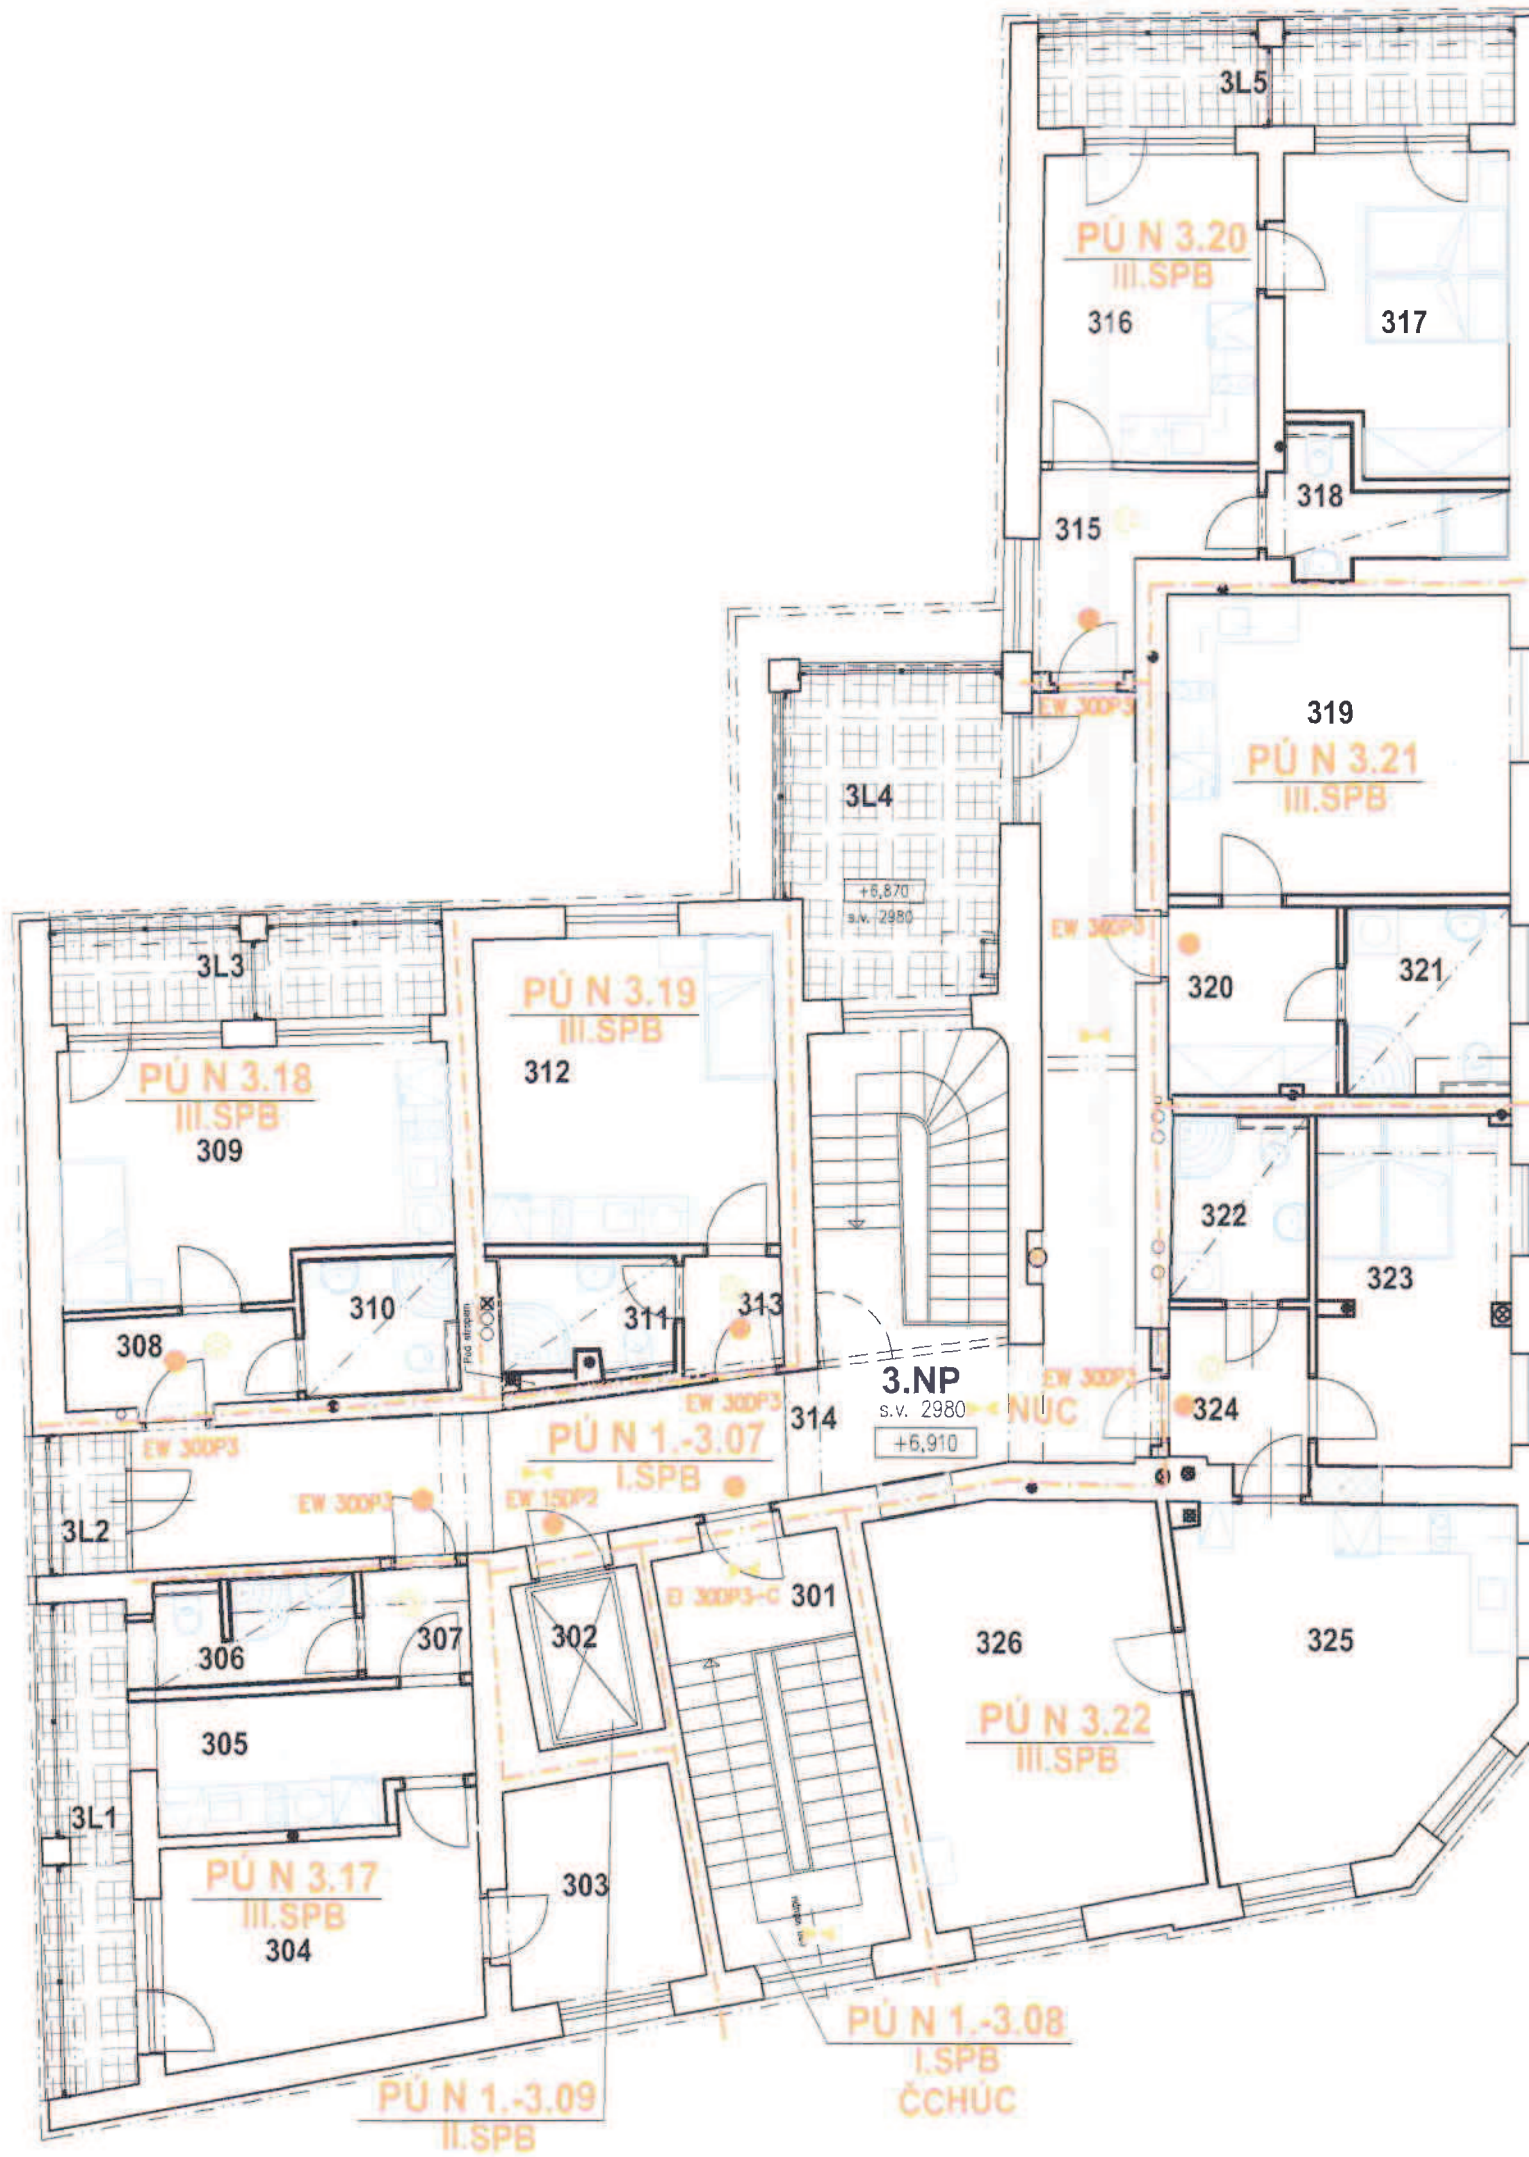 3L5
PÚ N 3.20
III.SPB
316
317
318
315
EW 30DP3
319
PÚ N 3.21
III.SPB
3L4
+6,870
s.v. 2980
EW 30DP3
320
321
3L3
PÚ N 3.19
III.SPB
312
PÚ N 3.18
III.SPB
309
322
323
310
Pod stropem
311
313
308
3.NP
s.v. 2980
+6,910
NÚC
EW 30DP3
324
EW 30DP3
314
PÚ N 1.-3.07
I.SPB
EW 30DP3
EW 30DP3
EW 15DP2
3L2
EI 30DP3-C
301
302
306
307
326
325
305
PÚ N 3.22
III.SPB
3L1
PÚ N 3.17
III.SPB
304
303
PÚ N 1.-3.08
I.SPB
ČCHÚC
PÚ N 1.-3.09
II.SPB